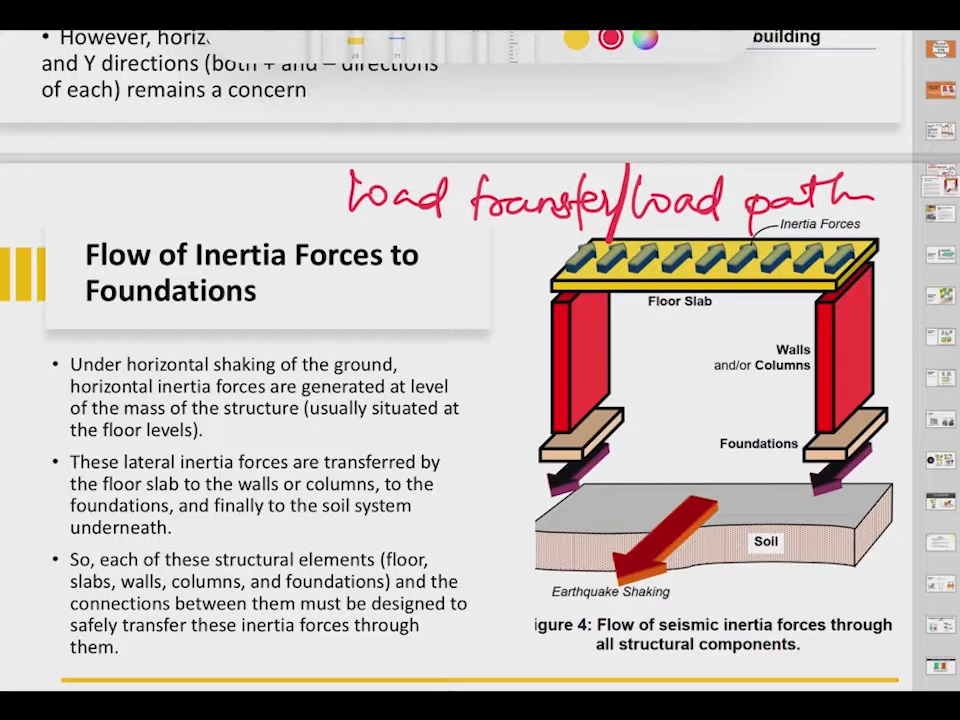 • However, horiz
and Y directions (both + and – directions
of each) remains a concern
building
Load transfer/load path
Flow of Inertia Forces to
Foundations
• Under horizontal shaking of the ground,
horizontal inertia forces are generated at level
of the mass of the structure (usually situated at
the floor levels).
• These lateral inertia forces are transferred by
the floor slab to the walls or columns, to the
foundations, and finally to the soil system
underneath.
• So, each of these structural elements (floor,
slabs, walls, columns, and foundations) and the
connections between them must be designed to
safely transfer these inertia forces through
them.
Inertia Forces
Floor Slab
Walls
and/or Columns
Foundations
Soil
Earthquake Shaking
igure 4: Flow of seismic inertia forces through
all structural components.